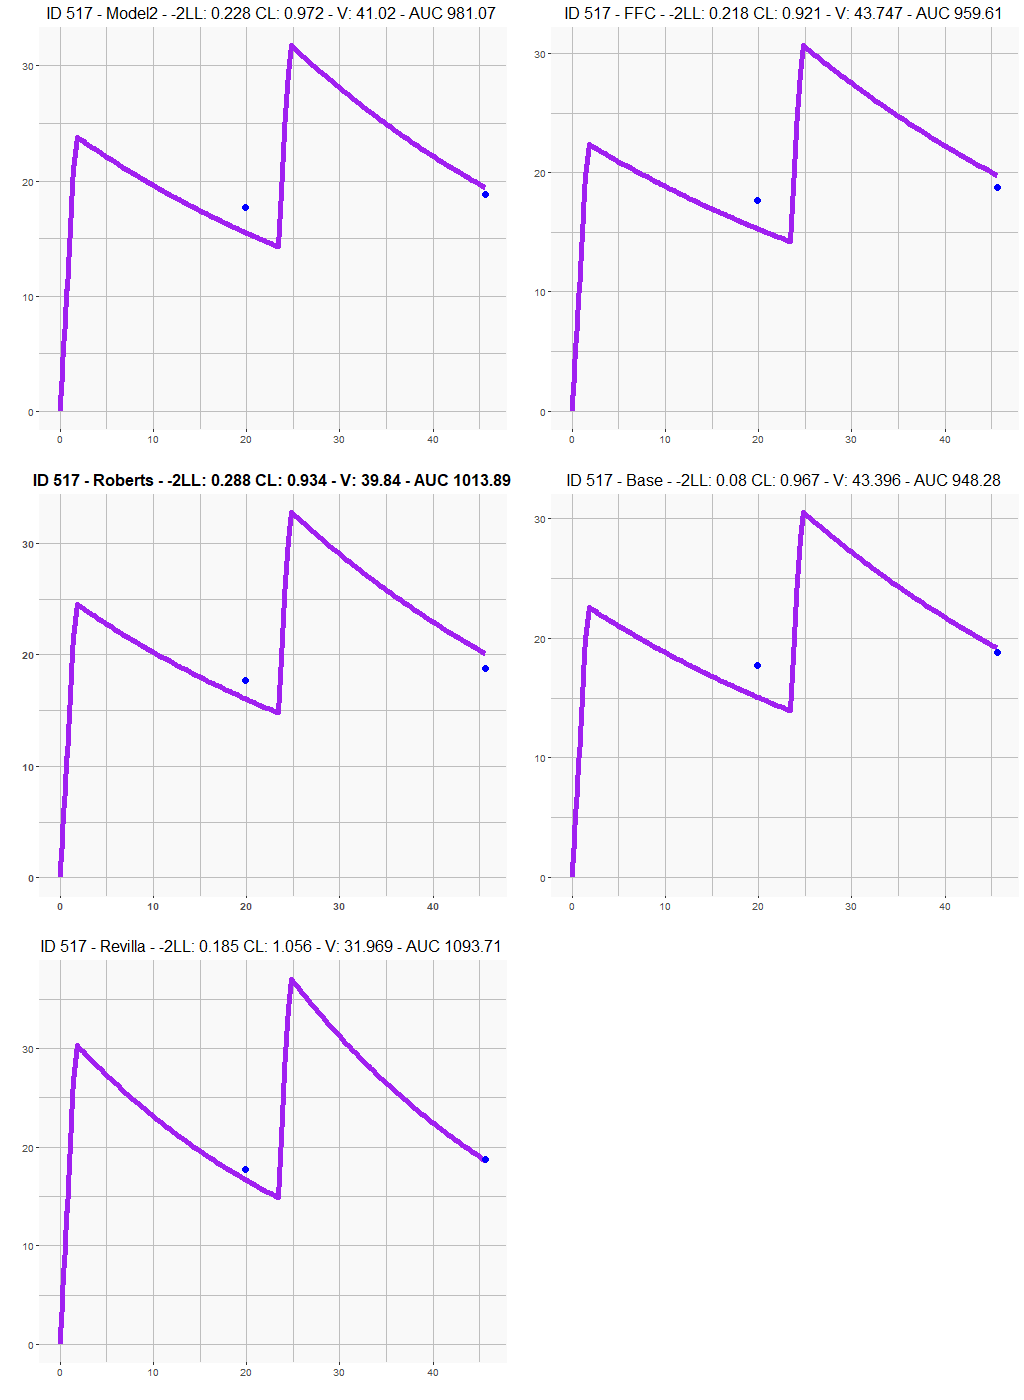 ID 517 - Model2 - -2LL: 0.228 CL: 0.972 - V: 41.02 - AUC 981.07
30
20
10
0
0 10 20 30 40
ID 517 - FFC - -2LL: 0.218 CL: 0.921 - V: 43.747 - AUC 959.61
30
20
10
0
0 10 20 30 40
ID 517 - Roberts - -2LL: 0.288 CL: 0.934 - V: 39.84 - AUC 1013.89
30
20
10
0
0 10 20 30 40
ID 517 - Base - -2LL: 0.08 CL: 0.967 - V: 43.396 - AUC 948.28
30
20
10
0
0 10 20 30 40
ID 517 - Revilla - -2LL: 0.185 CL: 1.056 - V: 31.969 - AUC 1093.71
30
20
10
0
0 10 20 30 40